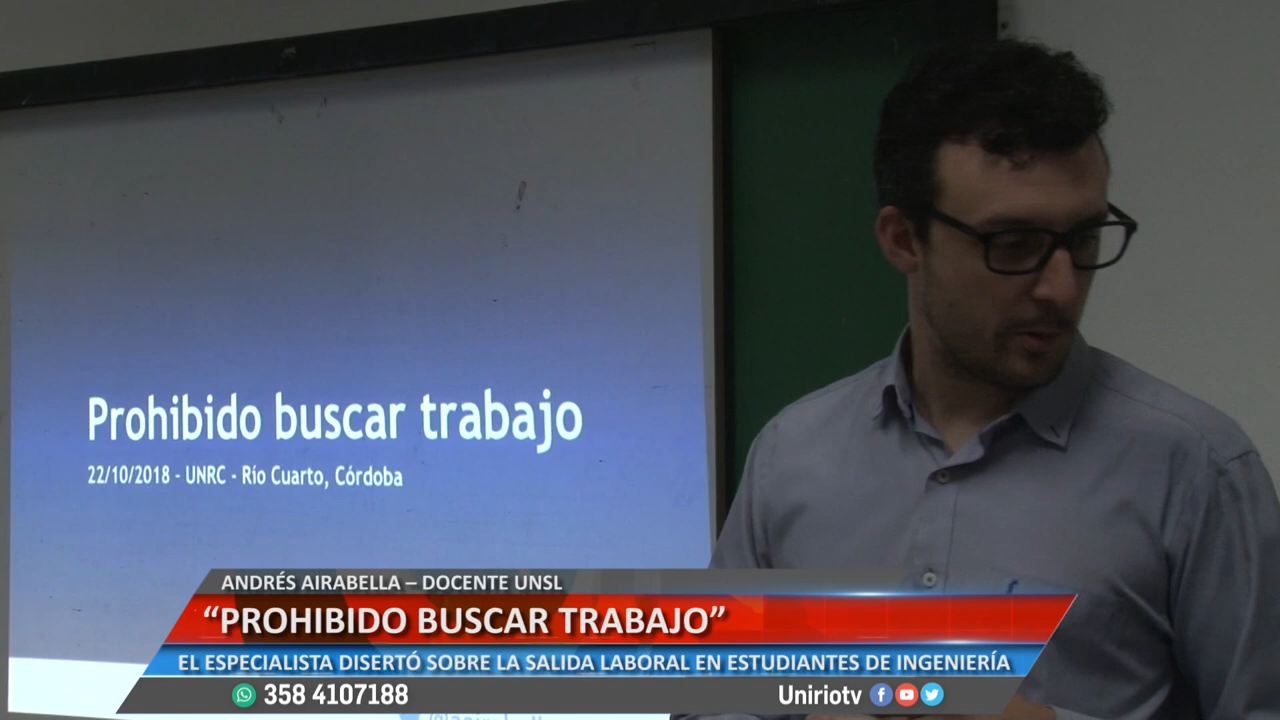 Prohibido buscar trabajo
22/10/2018 - UNRC - Río Cuarto, Córdoba
ANDRÉS AIRABELLA – DOCENTE UNSL
“PROHIBIDO BUSCAR TRABAJO”
EL ESPECIALISTA DISERTÓ SOBRE LA SALIDA LABORAL EN ESTUDIANTES DE INGENIERÍA
358 4107188
Uniriotv